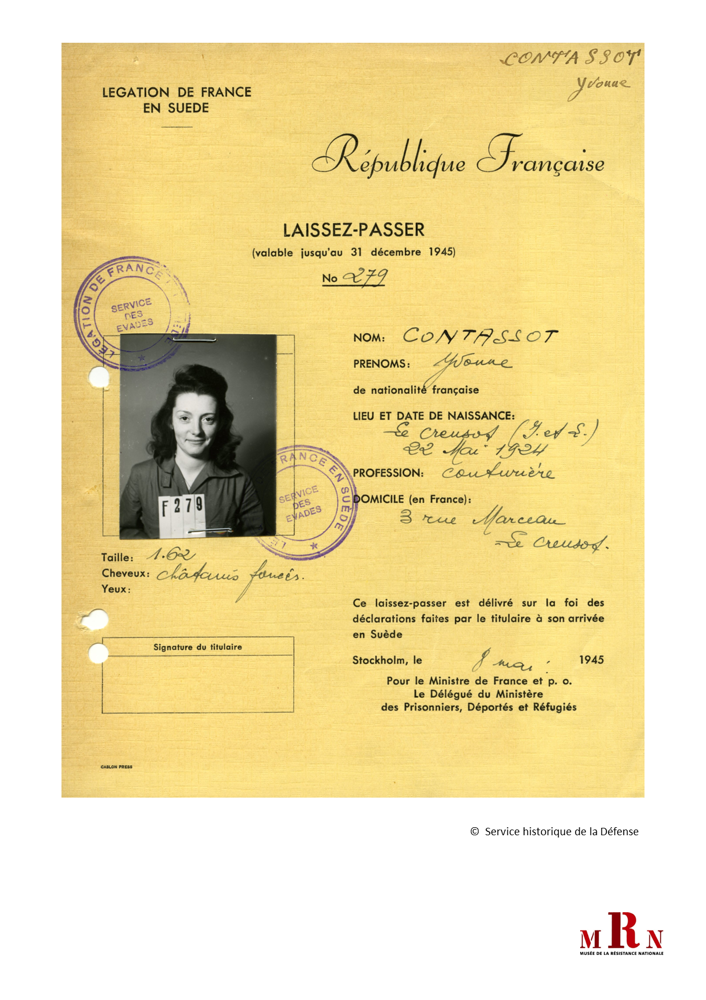 CONTASSOT
Yvonne
LEGATION DE FRANCE
EN SUEDE
République Française
LAISSEZ-PASSER
(valable jusqu'au 31 décembre 1945)
No 279
LÉGATION DE FRANCE
SERVICE
DES
EVADES
NOM: CONTASSOT
PRENOMS: Yvonne
de nationalité française
LIEU ET DATE DE NAISSANCE:
Le Creusot (S. et L.)
22 Mai 1924
PROFESSION: Couturière
DOMICILE (en France):
3 rue Marceau
Le Creusot.
F 279
FRANCE EN SUÈDE
SERVICE
DES
EVADES
Taille: 1.62
Cheveux: châtains foncés.
Yeux:
Signature du titulaire
Ce laissez-passer est délivré sur la foi des
déclarations faites par le titulaire à son arrivée
en Suède
Stockholm, le 8 mai 1945
Pour le Ministre de France et p. o.
Le Délégué du Ministère
des Prisonniers, Déportés et Réfugiés
CASLON PRESS
© Service historique de la Défense
MRN
MUSÉE DE LA RÉSISTANCE NATIONALE